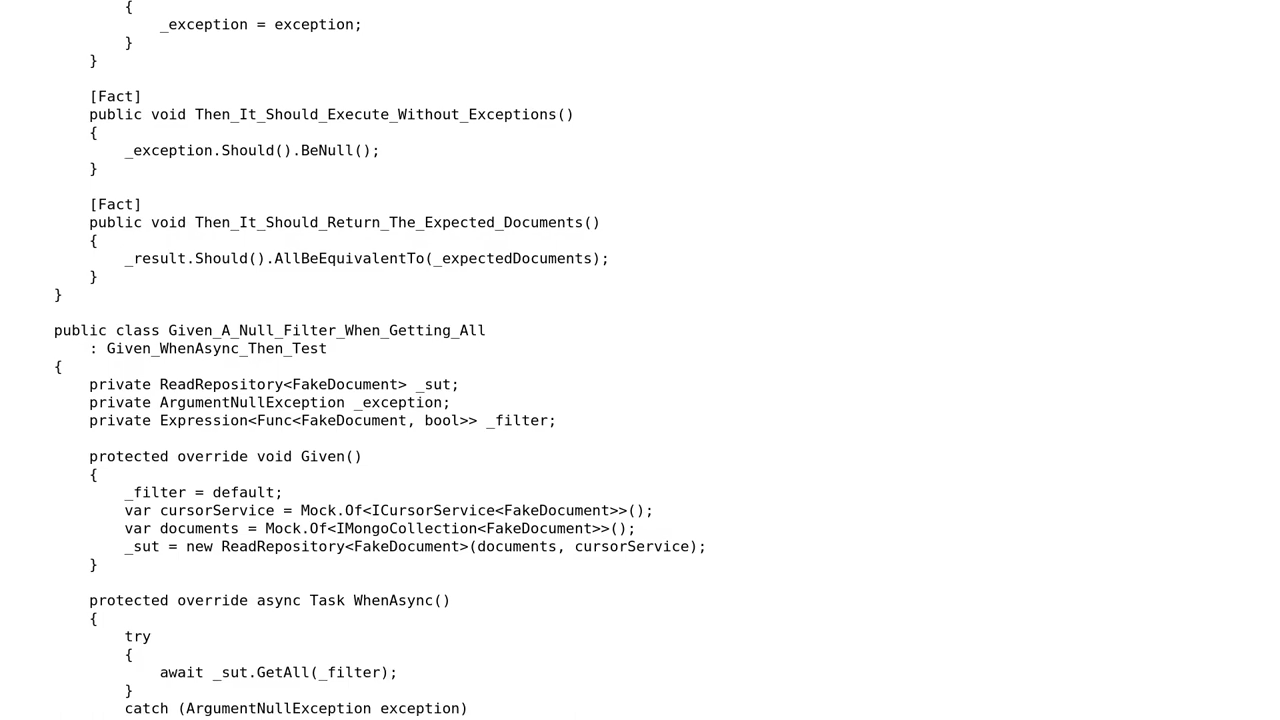 {
_exception = exception;
}
}
[Fact]
public void Then_It_Should_Execute_Without_Exceptions()
{
_exception.Should().BeNull();
}
[Fact]
public void Then_It_Should_Return_The_Expected_Documents()
{
_result.Should().AllBeEquivalentTo(_expectedDocuments);
}
}
public class Given_A_Null_Filter_When_Getting_All
: Given_WhenAsync_Then_Test
{
private ReadRepository<FakeDocument> _sut;
private ArgumentNullException _exception;
private Expression<Func<FakeDocument, bool>> _filter;
protected override void Given()
{
_filter = default;
var cursorService = Mock.Of<ICursorService<FakeDocument>>();
var documents = Mock.Of<IMongoCollection<FakeDocument>>();
_sut = new ReadRepository<FakeDocument>(documents, cursorService);
}
protected override async Task WhenAsync()
{
try
{
await _sut.GetAll(_filter);
}
catch (ArgumentNullException exception)